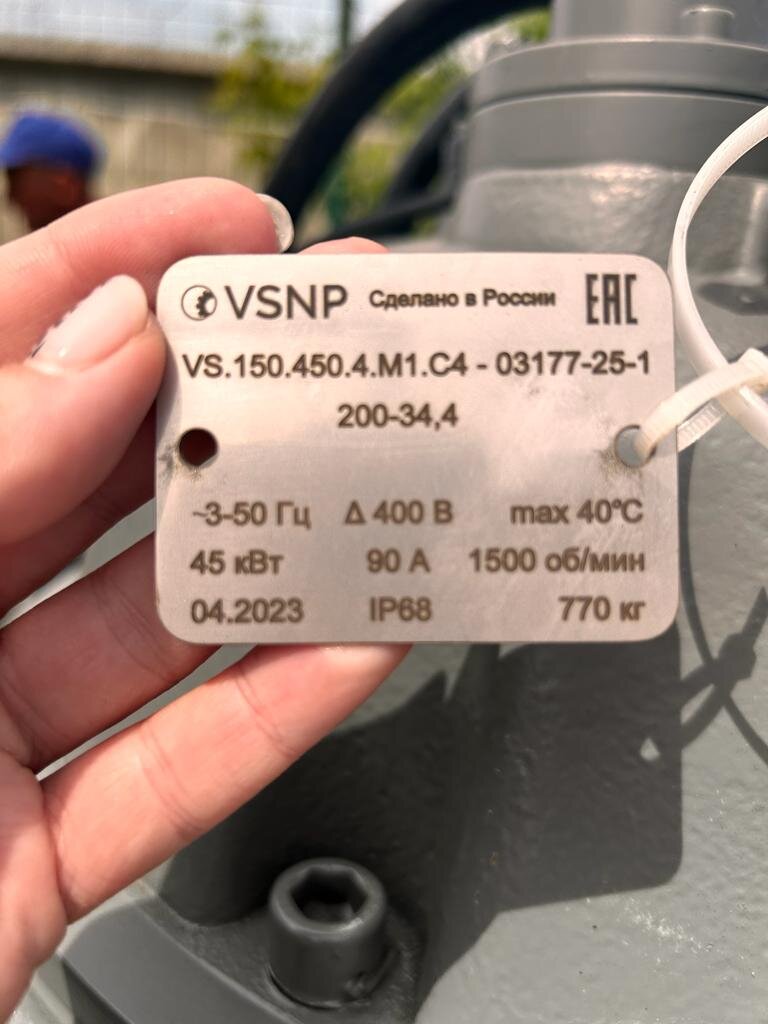 VSNP Сделано в России EAC
VS.150.450.4.M1.C4 - 03177-25-1
200-34,4
~3-50 Гц Δ 400 В max 40°C
45 кВт 90 А 1500 об/мин
04.2023 IP68 770 кг